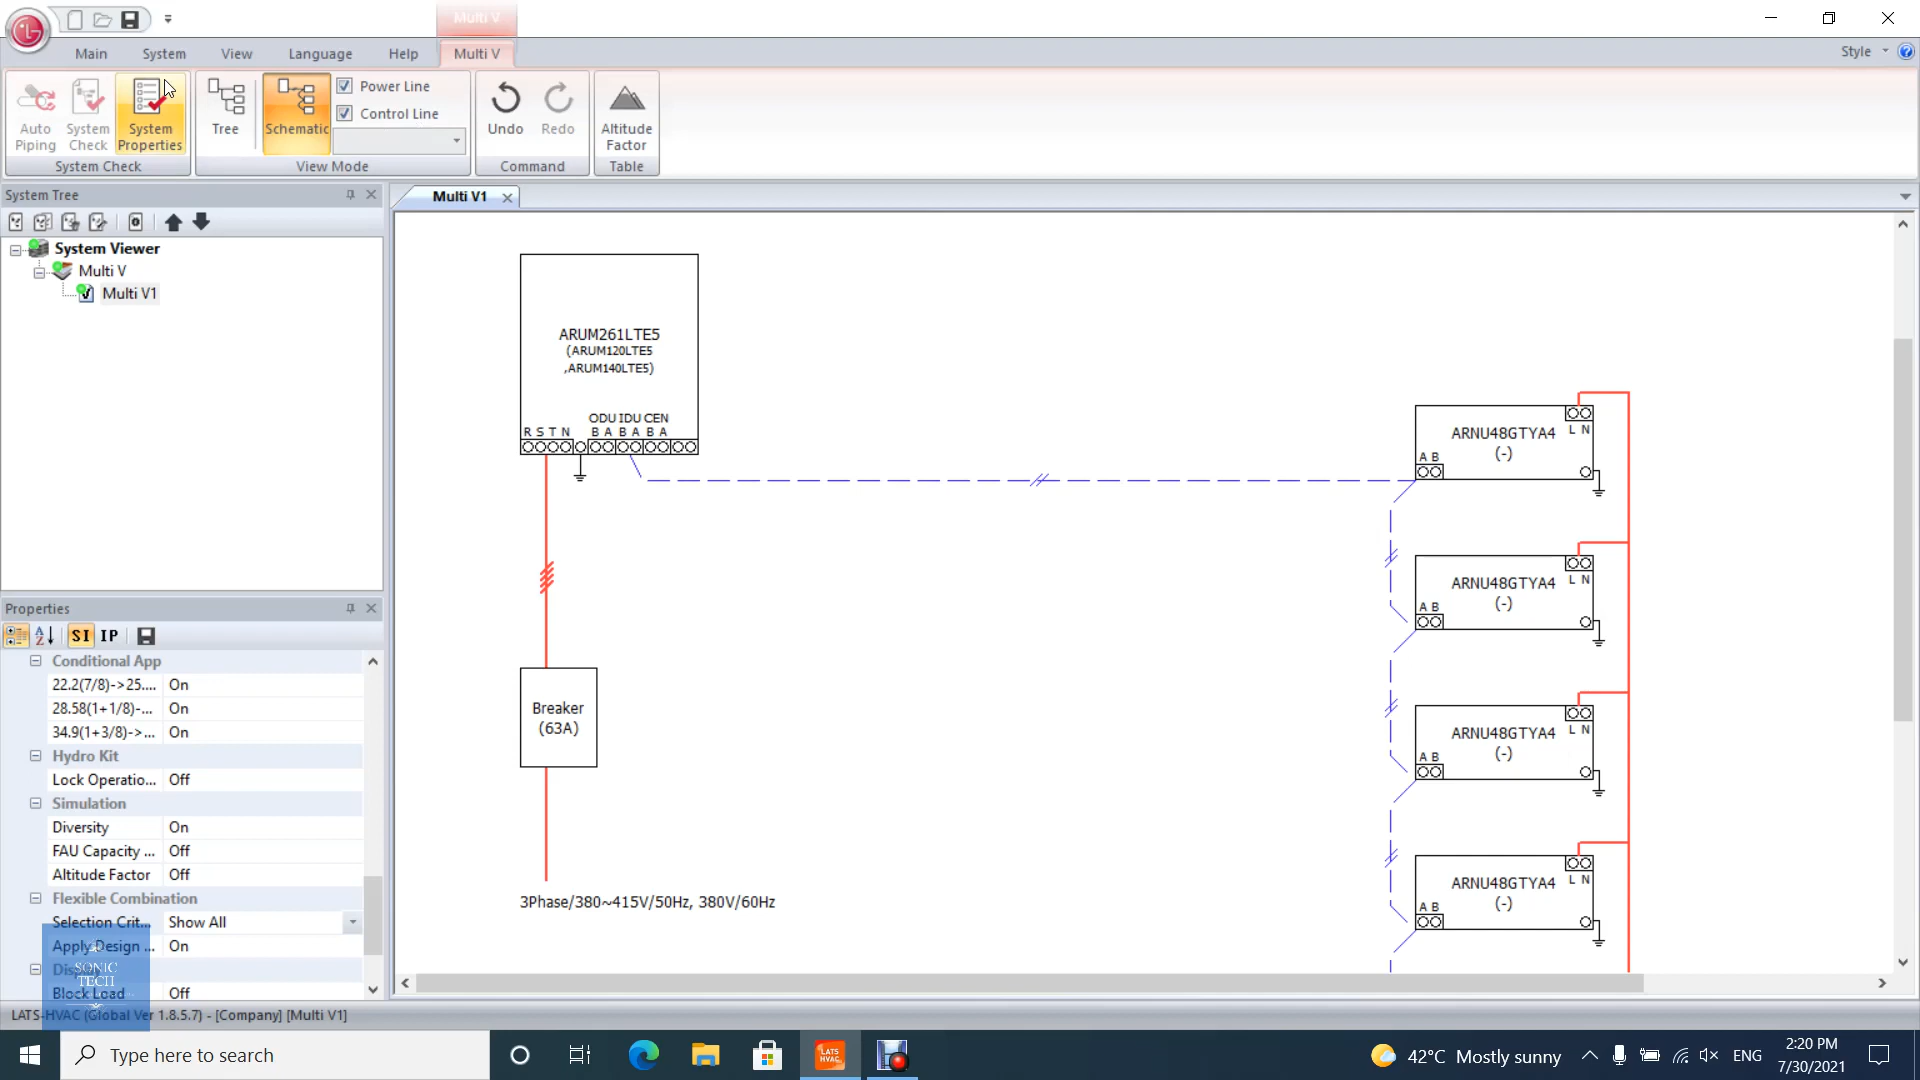 Multi V
Main System View Language Help Multi V
Style
Auto Piping
System Check
System Properties
Tree
Schematic
Power Line
Control Line
Undo
Redo
Altitude Factor
System Check
View Mode
Command
Table
System Tree
Multi V1
System Viewer
Multi V
Multi V1
Properties
SI IP
Conditional App
22.2(7/8)->25.... On
28.58(1+1/8)-... On
34.9(1+3/8)->... On
Hydro Kit
Lock Operatio... Off
Simulation
Diversity On
FAU Capacity ... Off
Altitude Factor Off
Flexible Combination
Selection Crit... Show All
Apply Design ... On
Block Load Off
SONIC
TECH
ARUM261LTE5
(ARUM120LTE5
,ARUM140LTE5)
ODU IDU CEN
R S T N B A B A B A
Breaker
(63A)
3Phase/380~415V/50Hz, 380V/60Hz
ARNU48GTYA4
(-)
L N
A B
ARNU48GTYA4
(-)
L N
A B
ARNU48GTYA4
(-)
L N
A B
ARNU48GTYA4
(-)
L N
A B
LATS-HVAC (Global Ver 1.8.5.7) - [Company] [Multi V1]
Type here to search
LATS
HVAC
42°C Mostly sunny
ENG
2:20 PM
7/30/2021